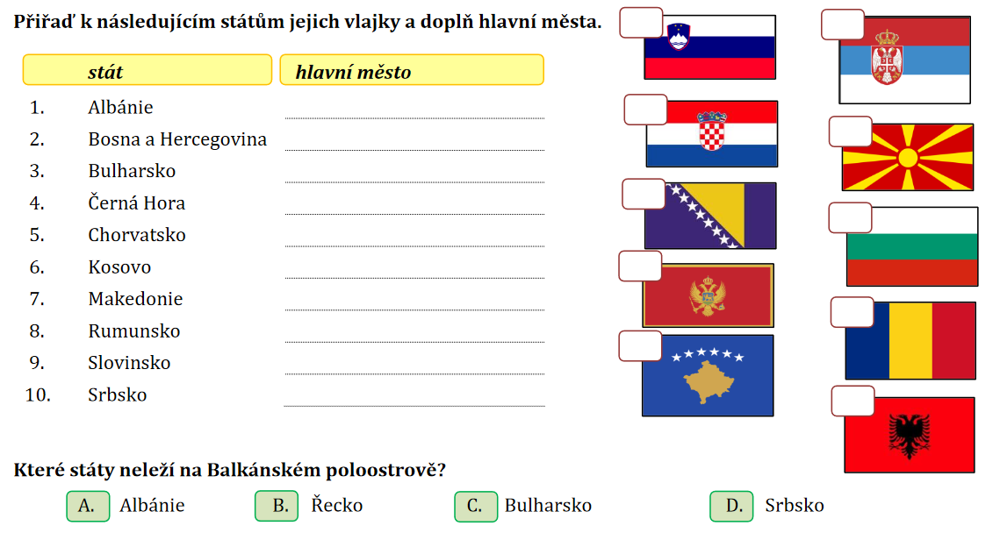 Přiřaď k následujícím státům jejich vlajky a doplň hlavní města.
stát hlavní město
1. Albánie
2. Bosna a Hercegovina
3. Bulharsko
4. Černá Hora
5. Chorvatsko
6. Kosovo
7. Makedonie
8. Rumunsko
9. Slovinsko
10. Srbsko
Které státy neleží na Balkánském poloostrově?
A. Albánie B. Řecko C. Bulharsko D. Srbsko